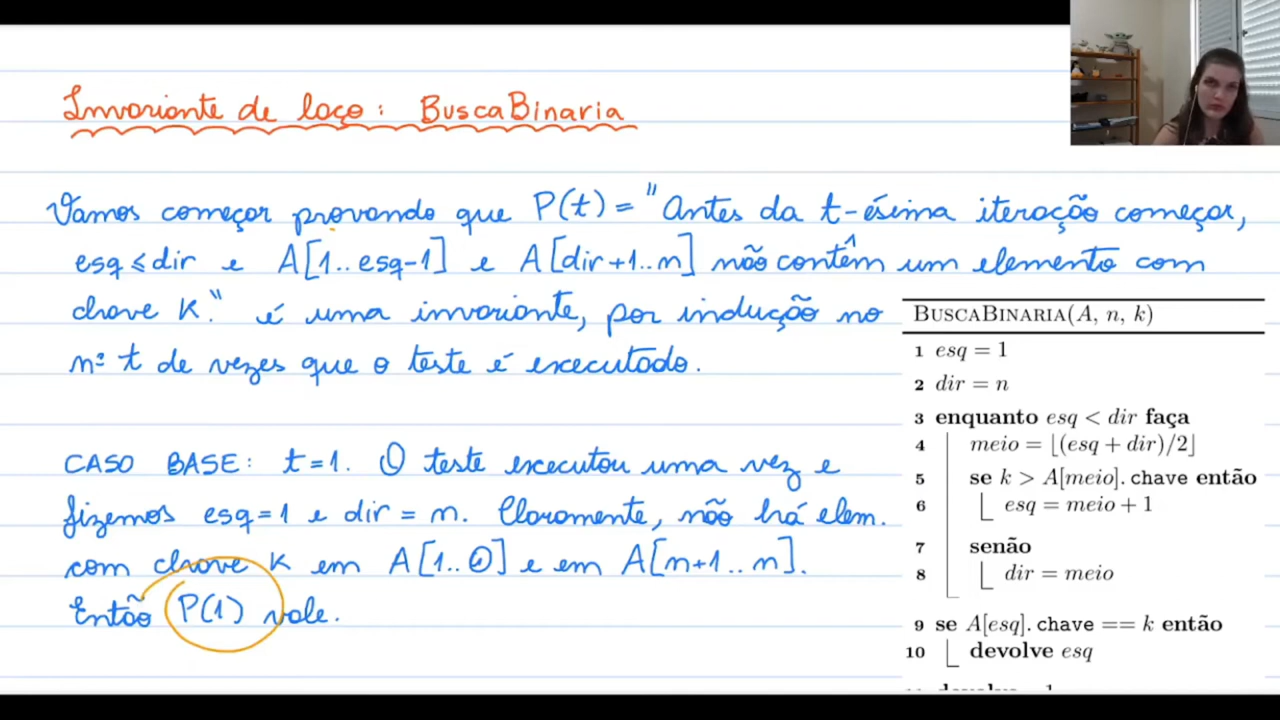 Invariante de laço: BuscaBinaria
Vamos começar provando que P(t) = "Antes da t-ésima iteração começar,
esq ≤ dir e A[1..esq-1] e A[dir+1..n] não contêm um elemento com
chave k." é uma invariante, por indução no
nº t de vezes que o teste é executado.
CASO BASE: t=1. O teste executou uma vez e
fizemos esq=1 e dir = n. Claramente, não há elem.
com chave k em A[1..0] e em A[n+1..n].
Então P(1) vale.
BUSCABINARIA(A, n, k)
1 esq = 1
2 dir = n
3 enquanto esq < dir faça
4 meio = ⌊(esq + dir)/2⌋
5 se k > A[meio].chave então
6 esq = meio + 1
7 senão
8 dir = meio
9 se A[esq].chave == k então
10 devolve esq